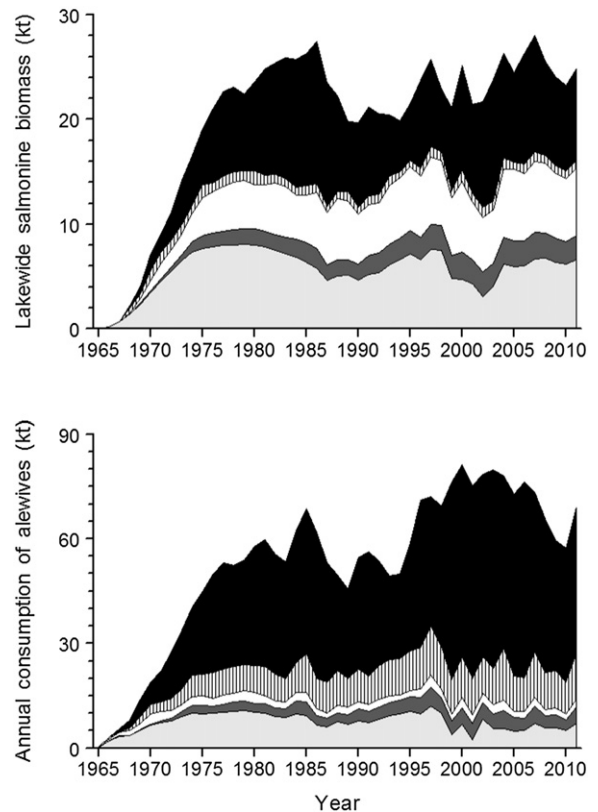 Lakewide salmonine biomass (kt)
30
20
10
0
1965 1970 1975 1980 1985 1990 1995 2000 2005 2010
Annual consumption of alewives (kt)
90
60
30
0
1965 1970 1975 1980 1985 1990 1995 2000 2005 2010
Year